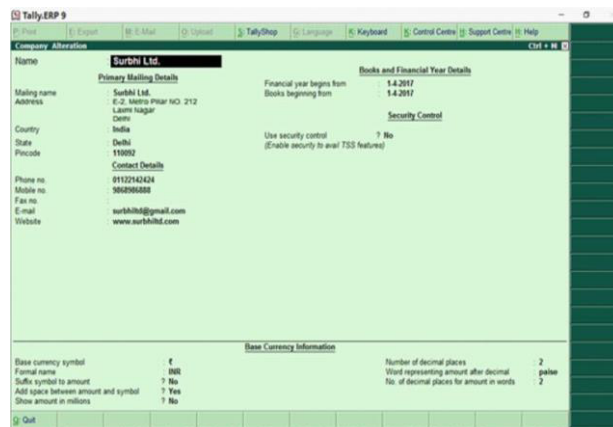 Tally.ERP 9
P: Print E: Export M: E-Mail O: Upload S: TallyShop G: Language K: Keyboard K: Control Centre H: Support Centre H: Help
Company Alteration Ctrl + M
Name : Surbhi Ltd.
Primary Mailing Details
Mailing name : Surbhi Ltd.
Address : E-2, Metro Pillar NO. 212
Laxmi Nagar
Delhi
Country : India
State : Delhi
Pincode : 110092
Contact Details
Phone no. : 01122142424
Mobile no. : 9868986888
Fax no. :
E-mail : surbhiltd@gmail.com
Website : www.surbhiltd.com
Books and Financial Year Details
Financial year begins from : 1-4-2017
Books beginning from : 1-4-2017
Security Control
Use security control ? No
(Enable security to avail TSS features)
Base Currency Information
Base currency symbol : ₹
Formal name : INR
Suffix symbol to amount ? No
Add space between amount and symbol ? Yes
Show amount in millions ? No
Number of decimal places : 2
Word representing amount after decimal : paise
No. of decimal places for amount in words : 2
Q: Quit